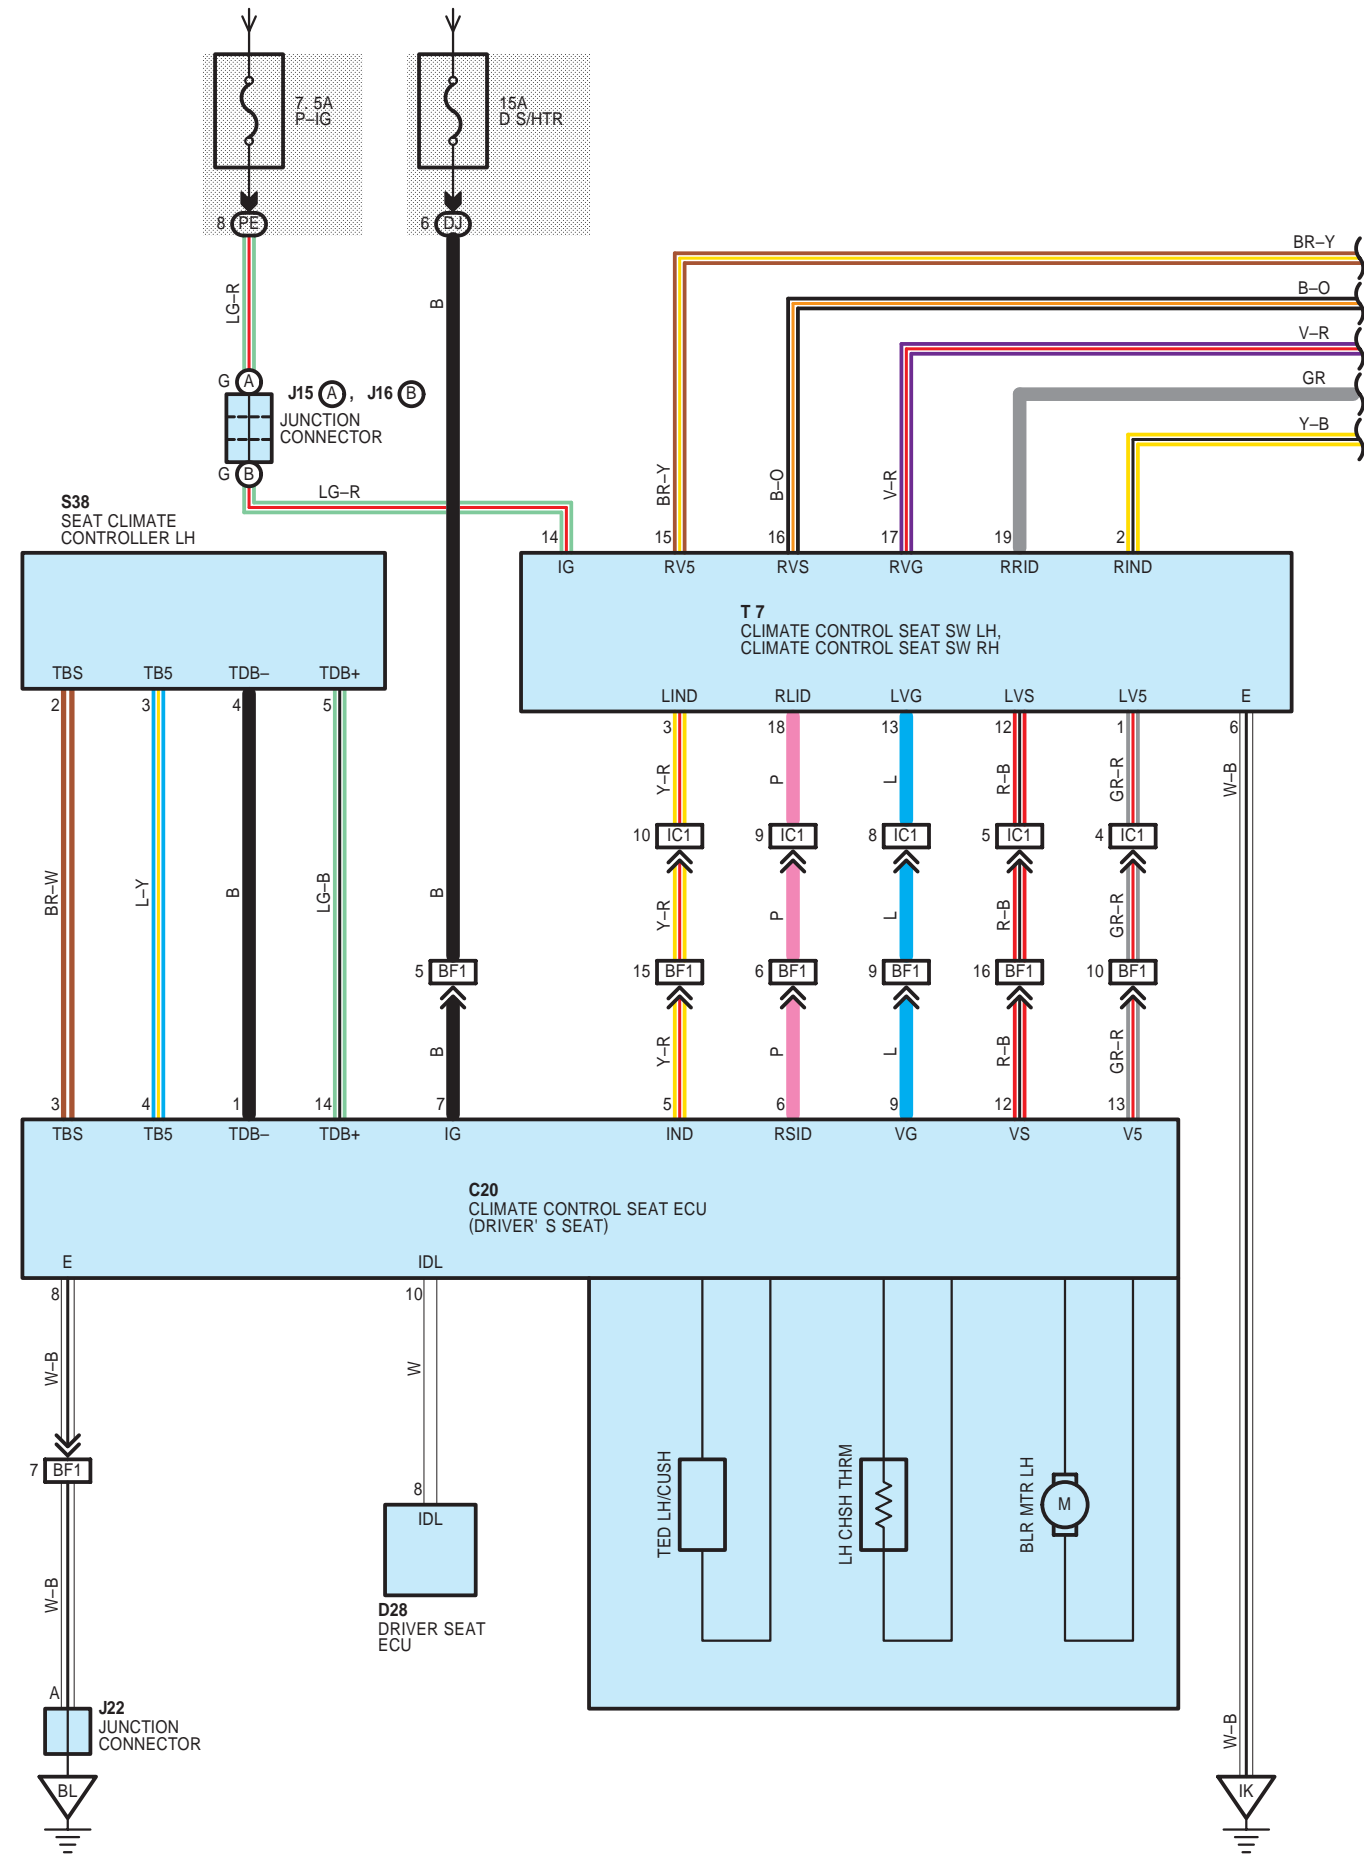 7. 5A
P–IG
15A
D S/HTR
8 PE
6 DJ
BR–Y
B–O
V–R
GR
Y–B
LG–R
B
G A
J15 A , J16 B
JUNCTION
CONNECTOR
G B
LG–R
BR–Y
B–O
V–R
S38
SEAT CLIMATE
CONTROLLER LH
14 15 16 17 19 2
IG RV5 RVS RVG RRID RIND
T 7
CLIMATE CONTROL SEAT SW LH,
CLIMATE CONTROL SEAT SW RH
TBS TB5 TDB– TDB+
LIND RLID LVG LVS LV5 E
2 3 4 5
3 18 13 12 1 6
Y–R P L R–B GR–R W–B
10 IC1 9 IC1 8 IC1 5 IC1 4 IC1
BR–W L–Y B LG–B B
Y–R P L R–B GR–R
5 BF1 15 BF1 6 BF1 9 BF1 16 BF1 10 BF1
B Y–R P L R–B GR–R
3 4 1 14 7 5 6 9 12 13
TBS TB5 TDB– TDB+ IG IND RSID VG VS V5
C20
CLIMATE CONTROL SEAT ECU
(DRIVER' S SEAT)
E IDL
8 10
W–B W
7 BF1
TED LH/CUSH
LH CHSH THRM
BLR MTR LH
M
8
IDL
D28
DRIVER SEAT
ECU
W–B
A
J22
JUNCTION
CONNECTOR
W–B
BL
IK